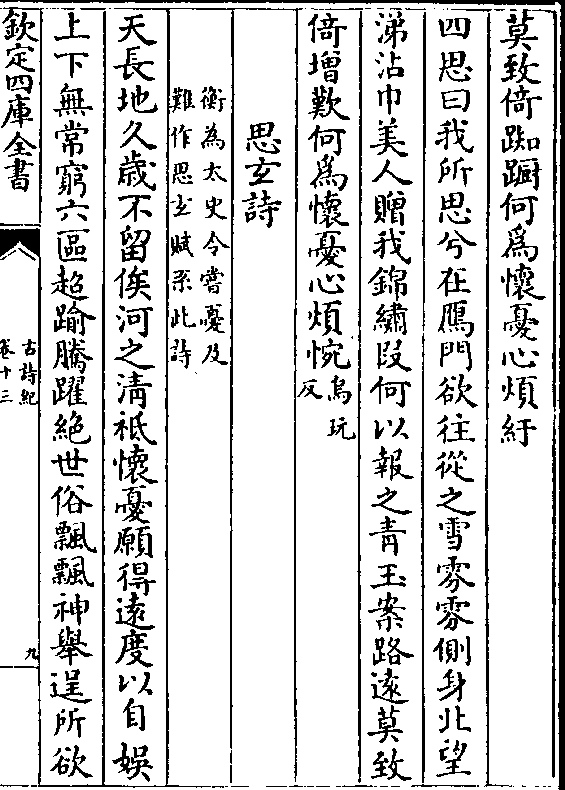 莫致倚踟蹰何爲懷憂心煩紆
四思曰我所思兮在鴈門欲往從之雪雰雰側身北望
涕沾巾美人贈我錦繡段何以報之青玉案路遠莫致
倚增歎何爲懷憂心煩惋烏玩反
思玄詩
衡為太史令嘗憂及
難作思玄賦系此詩
天長地久歳不留俟河之清祗懷憂願得遠度以自娛
上下無常窮六區超踰騰躍絶世俗飄飄神舉逞所欲
欽定四庫全書
古詩紀
卷十三
九